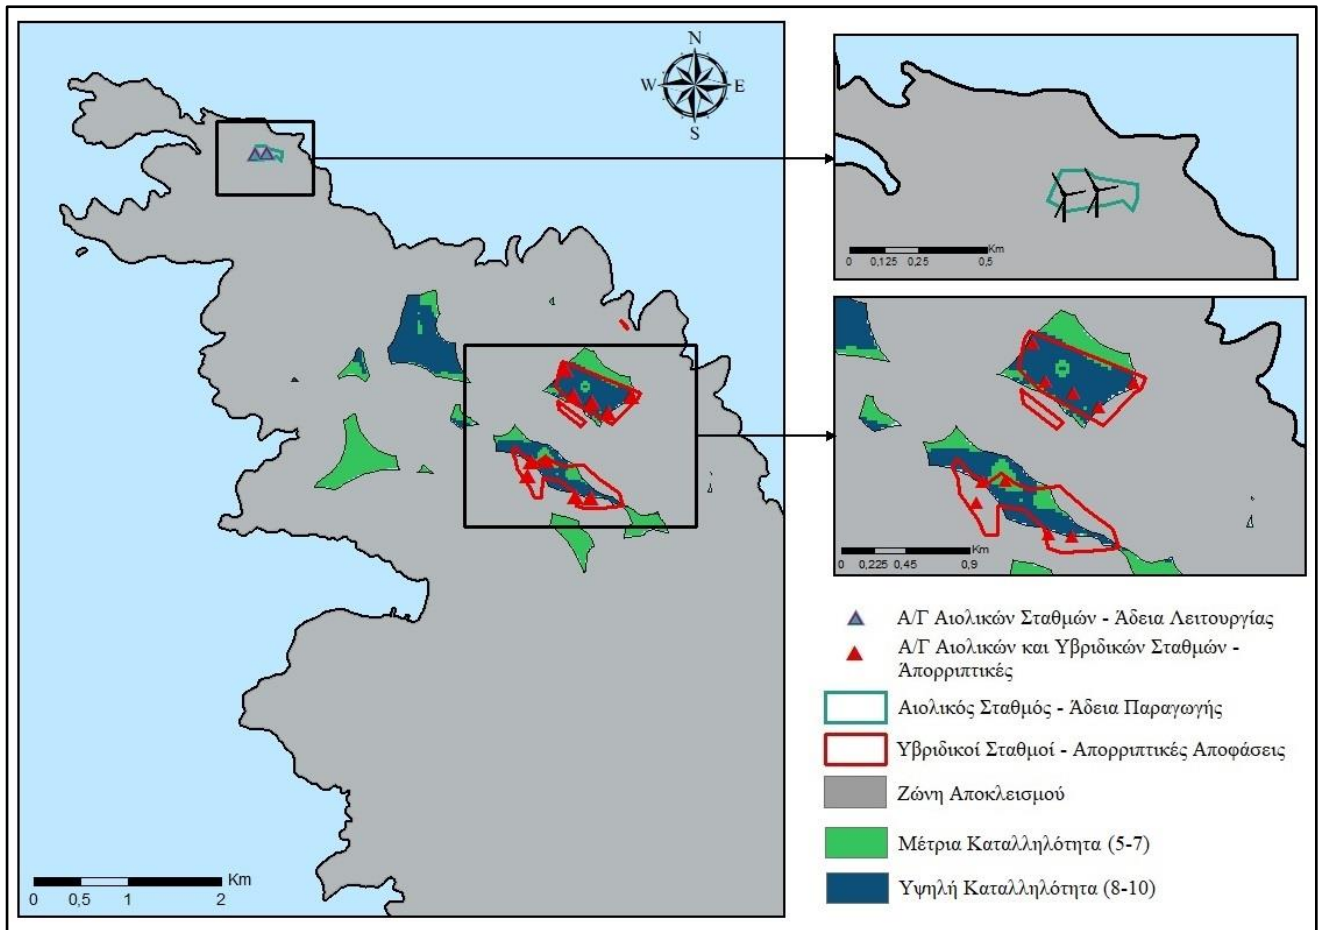 N
W E
S
Km
0 0,125 0,25 0,5
Km
0 0,225 0,45 0,9
Α/Γ Αιολικών Σταθμών - Άδεια Λειτουργίας
Α/Γ Αιολικών και Υβριδικών Σταθμών -
Απορριπτικές
Αιολικός Σταθμός - Άδεια Παραγωγής
Υβριδικοί Σταθμοί - Απορριπτικές Αποφάσεις
Ζώνη Αποκλεισμού
Μέτρια Καταλληλότητα (5-7)
Υψηλή Καταλληλότητα (8-10)
Km
0 0,5 1 2